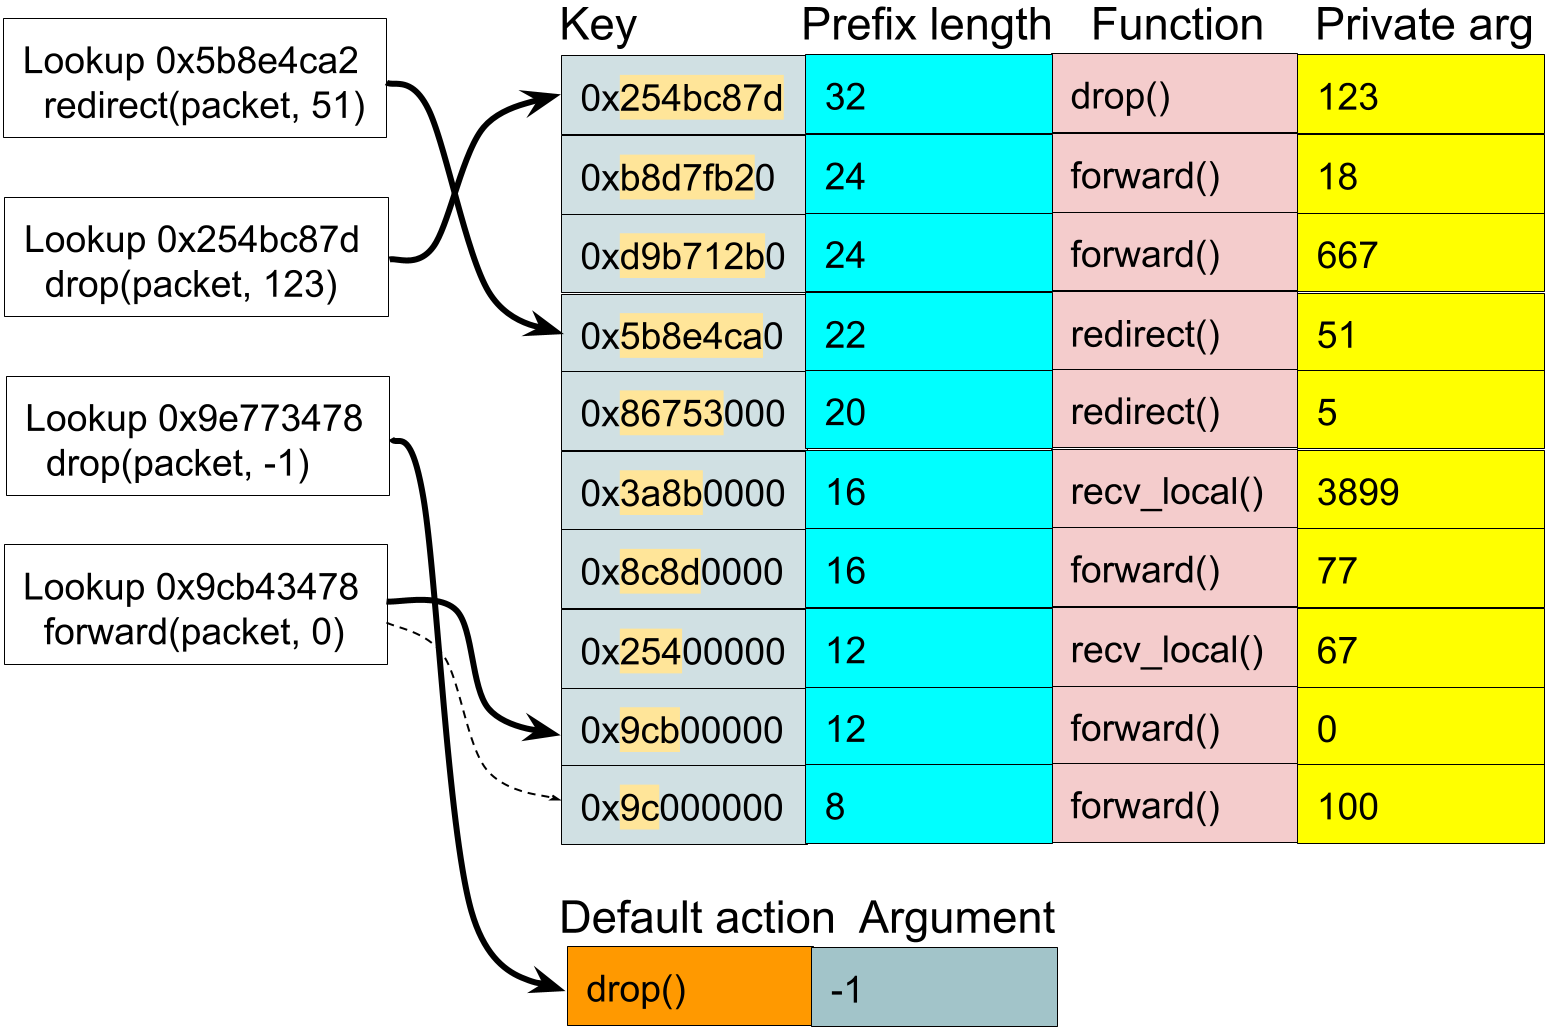 Lookup 0x5b8e4ca2
redirect(packet, 51)
Lookup 0x254bc87d
drop(packet, 123)
Lookup 0x9e773478
drop(packet, -1)
Lookup 0x9cb43478
forward(packet, 0)
Key Prefix length Function Private arg
0x254bc87d 32 drop() 123
0xb8d7fb20 24 forward() 18
0xd9b712b0 24 forward() 667
0x5b8e4ca0 22 redirect() 51
0x86753000 20 redirect() 5
0x3a8b0000 16 recv_local() 3899
0x8c8d0000 16 forward() 77
0x25400000 12 recv_local() 67
0x9cb00000 12 forward() 0
0x9c000000 8 forward() 100
Default action Argument
drop() -1